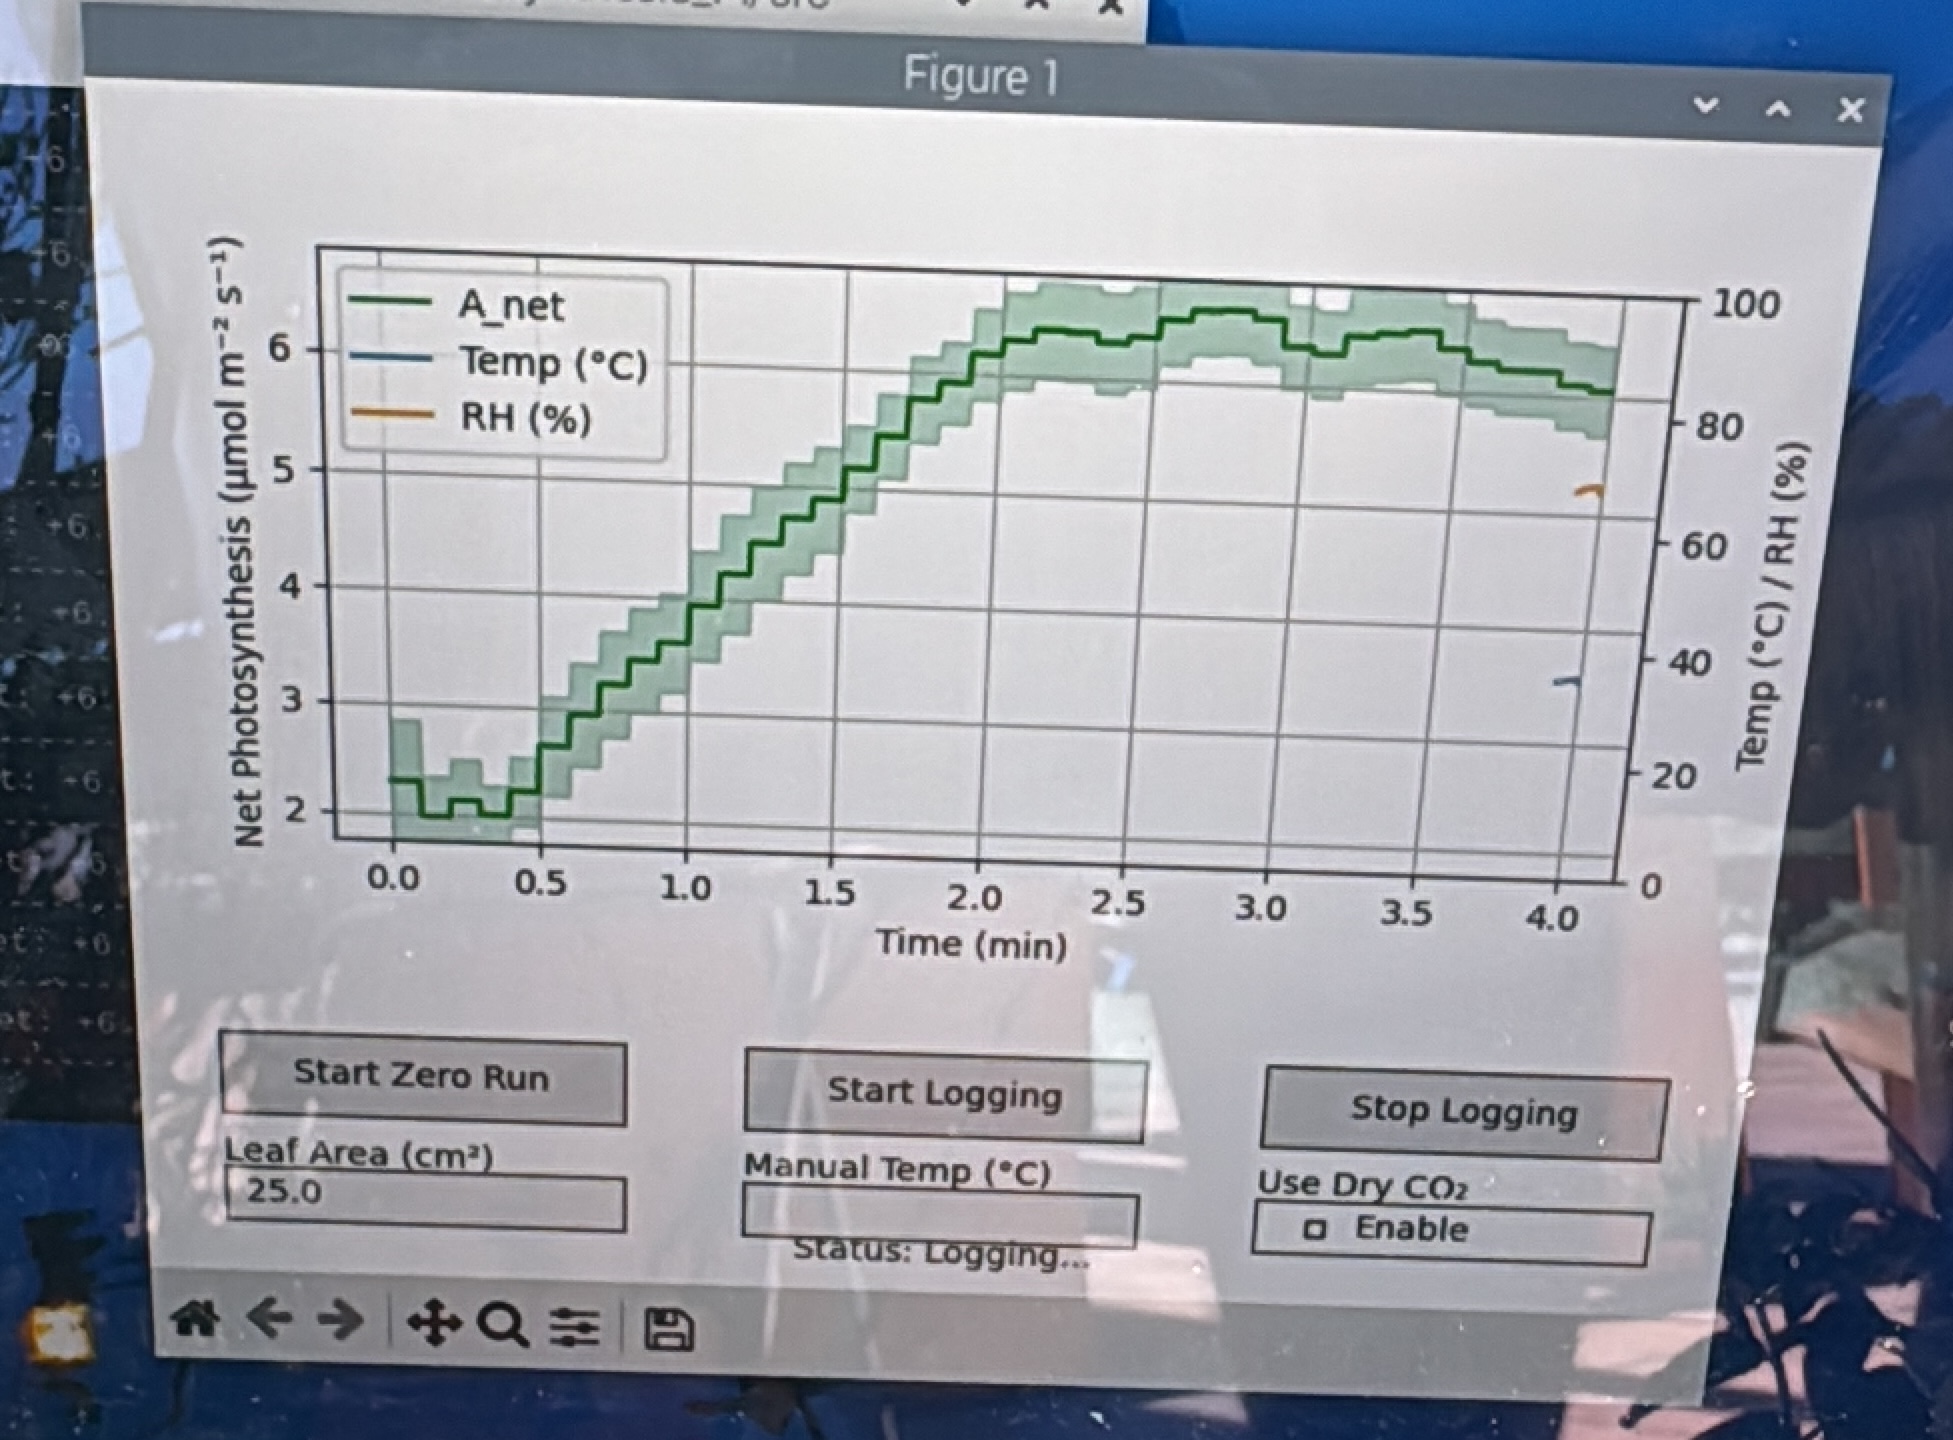 Figure 1
Net Photosynthesis (μmol m⁻² s⁻¹)
A_net
Temp (°C)
RH (%)
6
5
4
3
2
100
80
60
40
20
0
Temp (°C) / RH (%)
0.0 0.5 1.0 1.5 2.0 2.5 3.0 3.5 4.0
Time (min)
Start Zero Run
Start Logging
Stop Logging
Leaf Area (cm²)
Manual Temp (°C)
Use Dry CO₂
25.0
Enable
Status: Logging...